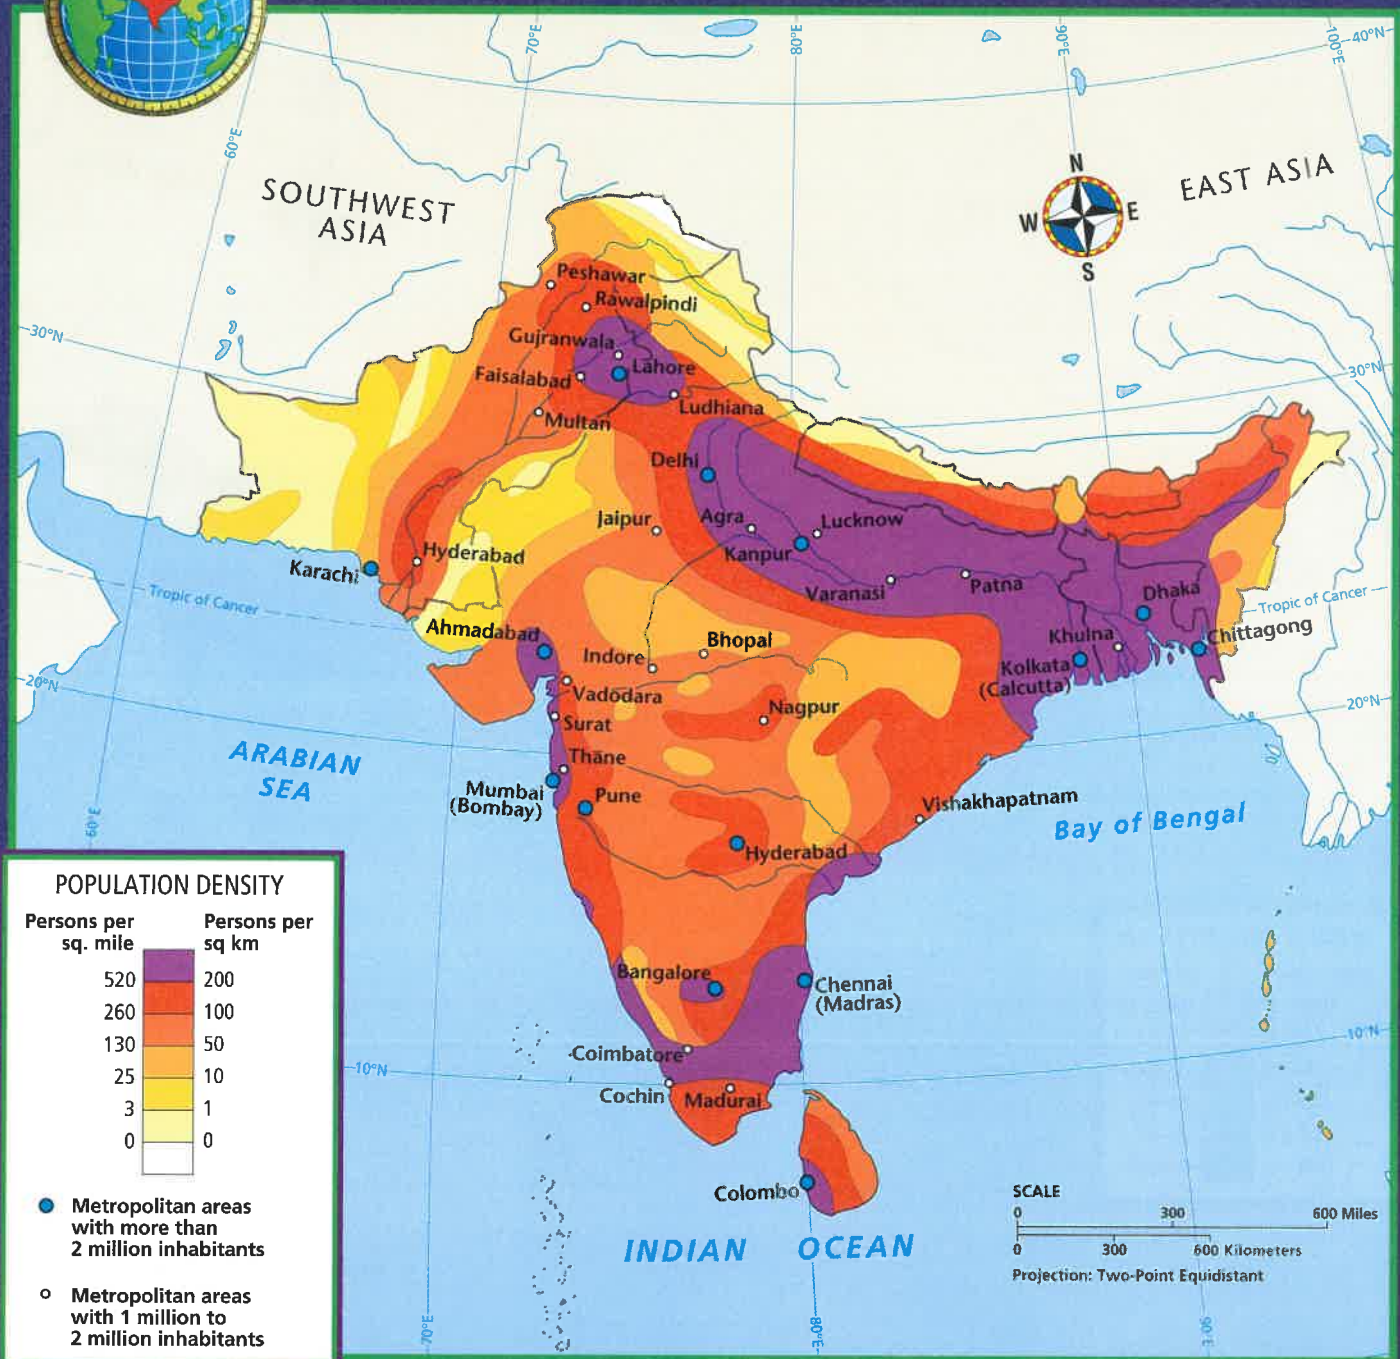 70°E
80°E
90°E
100°E
40°N
60°E
SOUTHWEST
ASIA
EAST ASIA
N
W
E
S
30°N
30°N
Peshawar
Rawalpindi
Gujranwala
Lahore
Faisalabad
Ludhiana
Multan
Delhi
Jaipur
Agra
Lucknow
Kanpur
Hyderabad
Karachi
Varanasi
Patna
Dhaka
Tropic of Cancer
Tropic of Cancer
Ahmadabad
Bhopal
Khulna
Chittagong
Indore
Kolkata
(Calcutta)
20°N
Vadodara
20°N
Nagpur
Surat
ARABIAN
SEA
Thane
Mumbai
(Bombay)
Pune
Vishakhapatnam
Bay of Bengal
60°E
Hyderabad
POPULATION DENSITY
Persons per
sq. mile
Persons per
sq km
520
200
260
100
130
50
25
10
3
1
0
0
Metropolitan areas
with more than
2 million inhabitants
Metropolitan areas
with 1 million to
2 million inhabitants
Bangalore
Chennai
(Madras)
Coimbatore
10°N
10°N
Cochin
Madurai
Colombo
INDIAN OCEAN
SCALE
0 300 600 Miles
0 300 600 Kilometers
Projection: Two-Point Equidistant
70°E
80°E
90°E